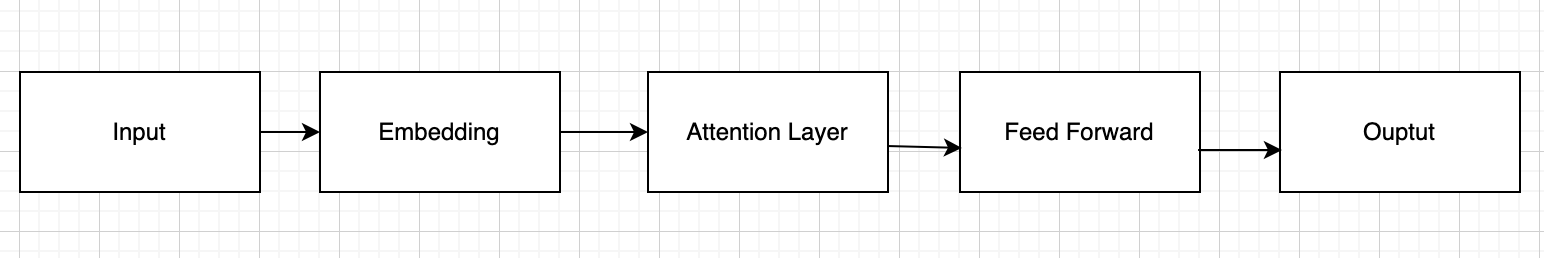 Input
Embedding
Attention Layer
Feed Forward
Ouptut